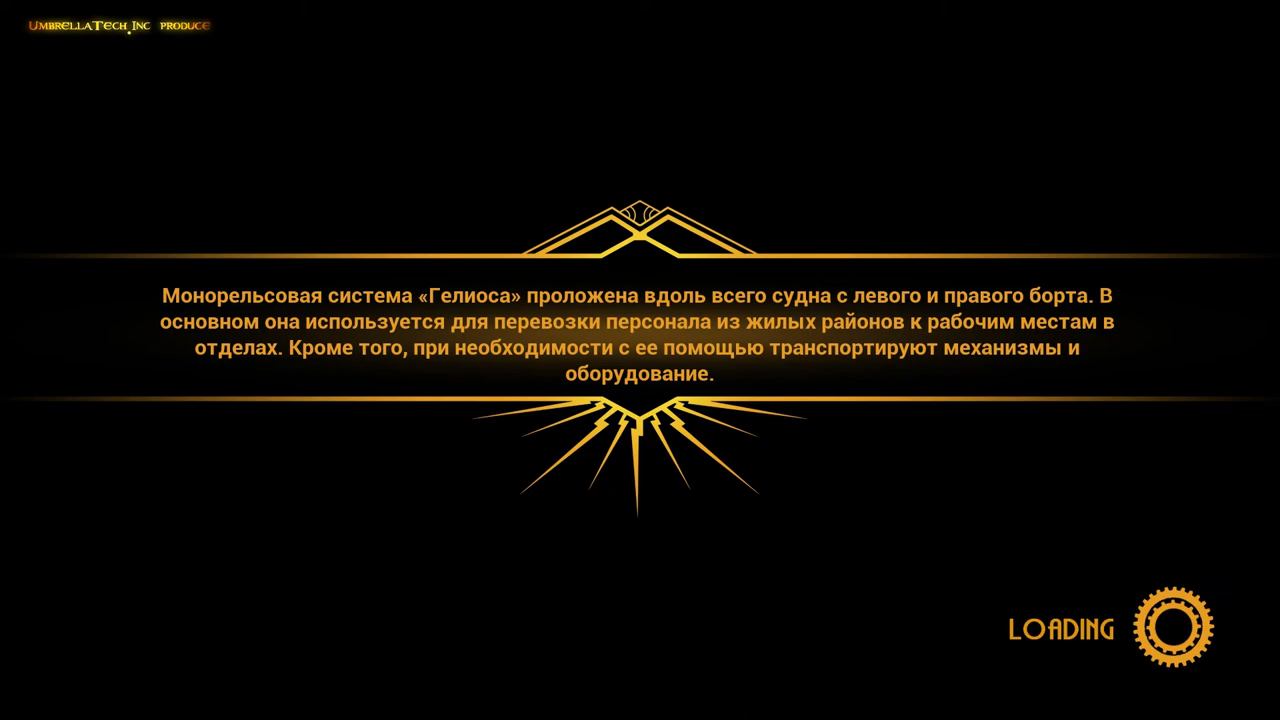 UmbrellaTech.Inc produce
Монорельсовая система «Гелиоса» проложена вдоль всего судна с левого и правого борта. В
основном она используется для перевозки персонала из жилых районов к рабочим местам в
отделах. Кроме того, при необходимости с ее помощью транспортируют механизмы и
оборудование.
LOADING